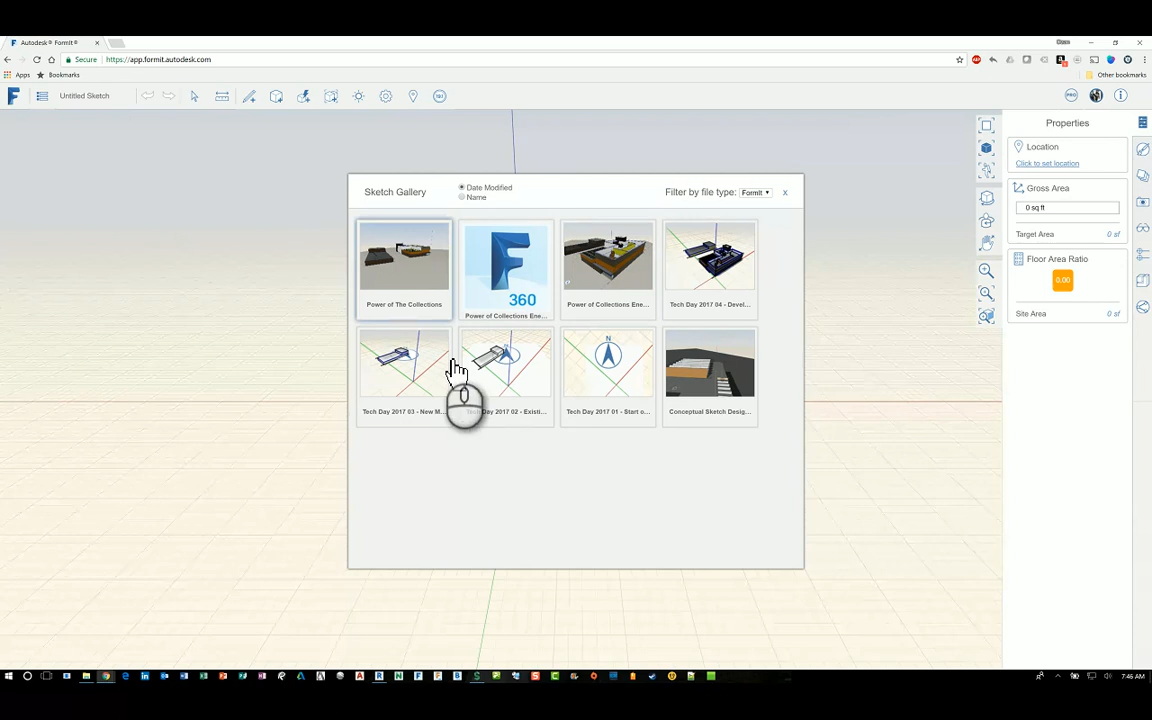 Autodesk® FormIt®
Secure
https://app.formit.autodesk.com
Apps
Bookmarks
Other bookmarks
Untitled Sketch
PRO
Properties
Location
Click to set location
Gross Area
0 sq ft
Target Area
0 sf
Floor Area Ratio
0.00
Site Area
0 sf
Sketch Gallery
Date Modified
Name
Filter by file type:
FormIt
x
Power of The Collections
360
Power of Collections Ene...
Power of Collections Ene...
Tech Day 2017 04 - Devel...
Tech Day 2017 03 - New M...
Day 2017 02 - Existi...
N
Tech Day 2017 01 - Start o...
Conceptual Sketch Desig...
7:46 AM